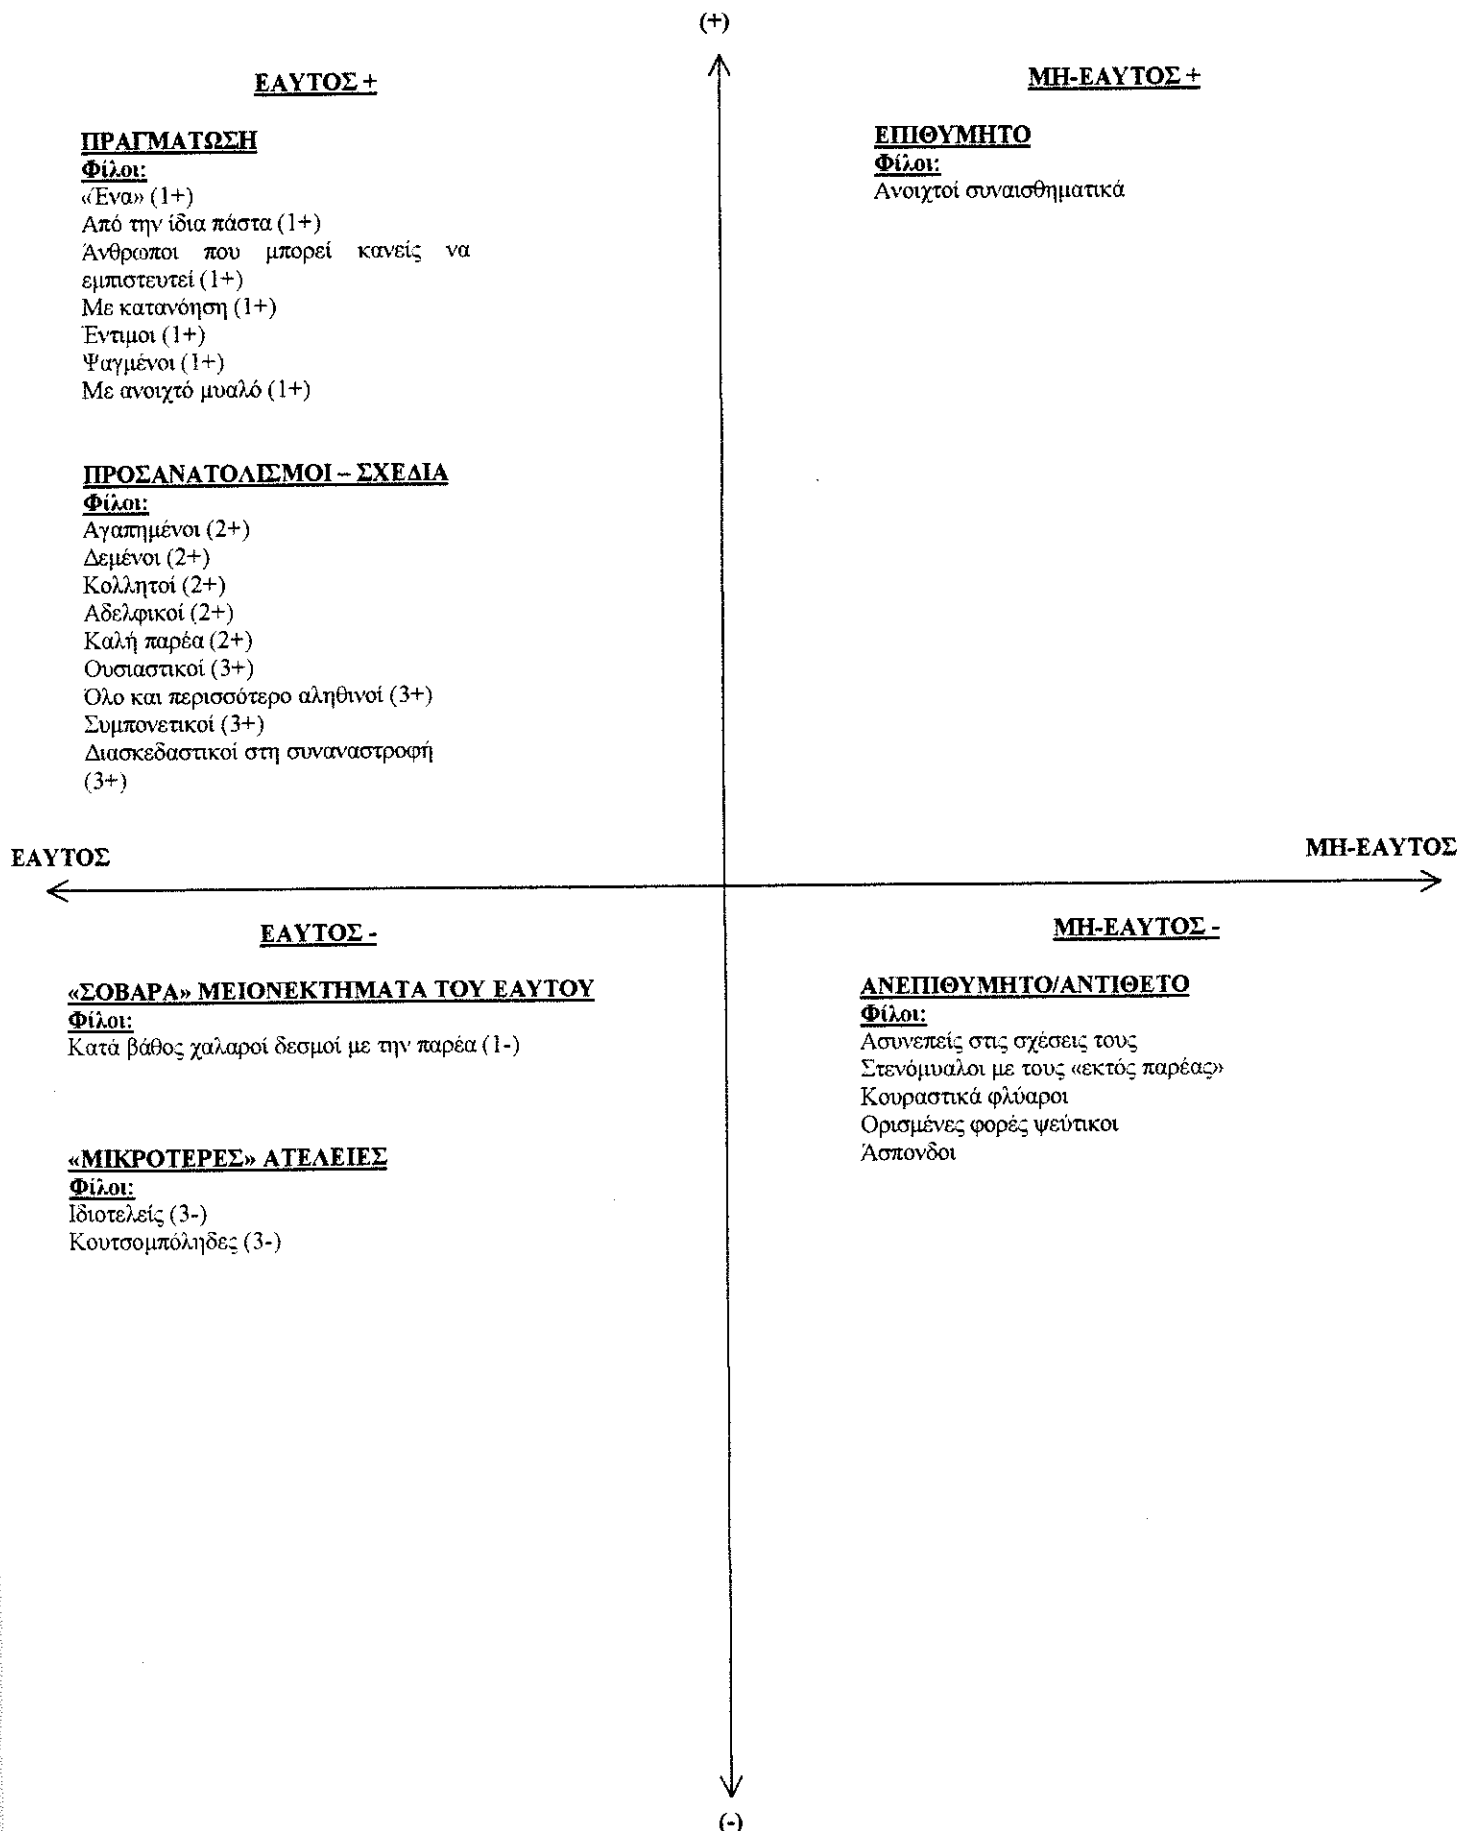 (+)
ΕΑΥΤΟΣ +
ΠΡΑΓΜΑΤΩΣΗ
Φίλοι:
«Ένα» (1+)
Από την ίδια πάστα (1+)
Άνθρωποι που μπορεί κανείς να
εμπιστευτεί (1+)
Με κατανόηση (1+)
Έντιμοι (1+)
Ψαγμένοι (1+)
Με ανοιχτό μυαλό (1+)
ΠΡΟΣΑΝΑΤΟΛΙΣΜΟΙ – ΣΧΕΔΙΑ
Φίλοι:
Αγαπημένοι (2+)
Δεμένοι (2+)
Κολλητοί (2+)
Αδελφικοί (2+)
Καλή παρέα (2+)
Ουσιαστικοί (3+)
Όλο και περισσότερο αληθινοί (3+)
Συμπονετικοί (3+)
Διασκεδαστικοί στη συναναστροφή
(3+)
ΜΗ-ΕΑΥΤΟΣ +
ΕΠΙΘΥΜΗΤΟ
Φίλοι:
Ανοιχτοί συναισθηματικά
ΕΑΥΤΟΣ
ΜΗ-ΕΑΥΤΟΣ
ΕΑΥΤΟΣ -
«ΣΟΒΑΡΑ» ΜΕΙΟΝΕΚΤΗΜΑΤΑ ΤΟΥ ΕΑΥΤΟΥ
Φίλοι:
Κατά βάθος χαλαροί δεσμοί με την παρέα (1-)
«ΜΙΚΡΟΤΕΡΕΣ» ΑΤΕΛΕΙΕΣ
Φίλοι:
Ιδιοτελείς (3-)
Κουτσομπόληδες (3-)
ΜΗ-ΕΑΥΤΟΣ -
ΑΝΕΠΙΘΥΜΗΤΟ/ΑΝΤΙΘΕΤΟ
Φίλοι:
Ασυνεπείς στις σχέσεις τους
Στενόμυαλοι με τους «εκτός παρέας»
Κουραστικά φλύαροι
Ορισμένες φορές ψεύτικοι
Άσπονδοι
(-)